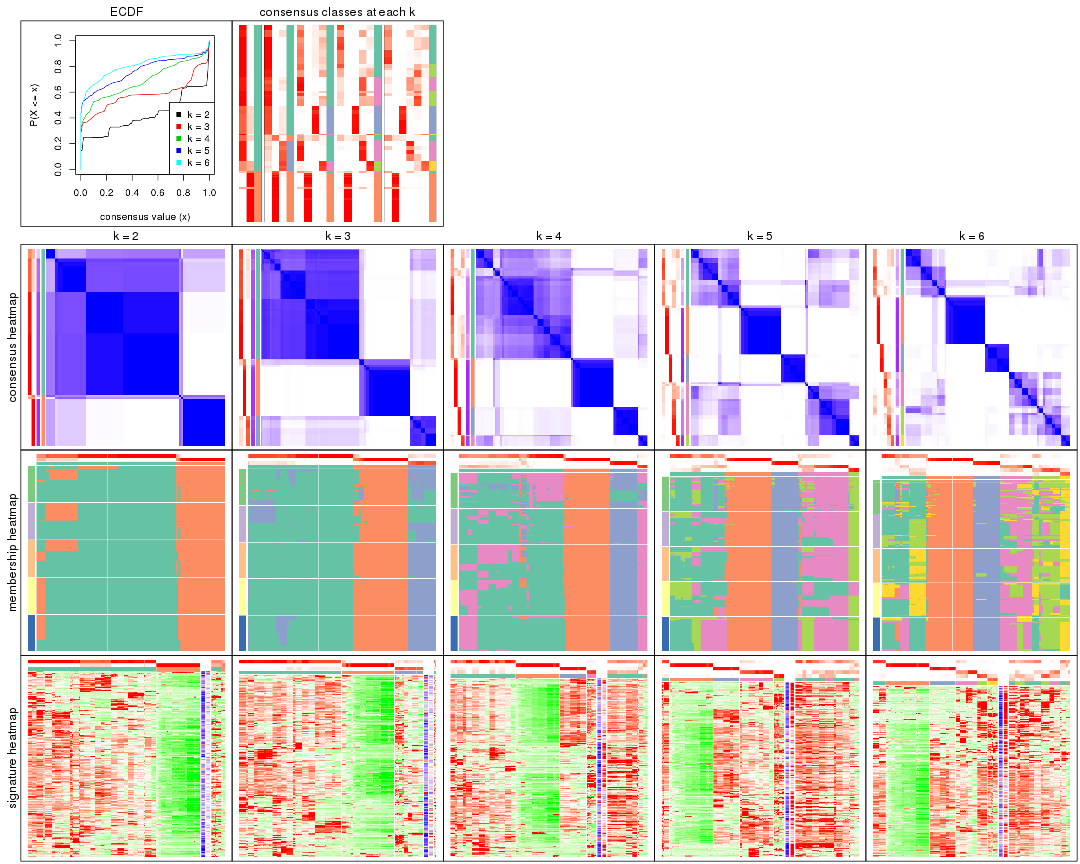 ECDF
consensus classes at each k
P(X <= x)
0.0 0.2 0.4 0.6 0.8 1.0
k = 2
k = 3
k = 4
k = 5
k = 6
0.0 0.2 0.4 0.6 0.8 1.0
consensus value (x)
k = 2
k = 3
k = 4
k = 5
k = 6
consensus heatmap
membership heatmap
signature heatmap